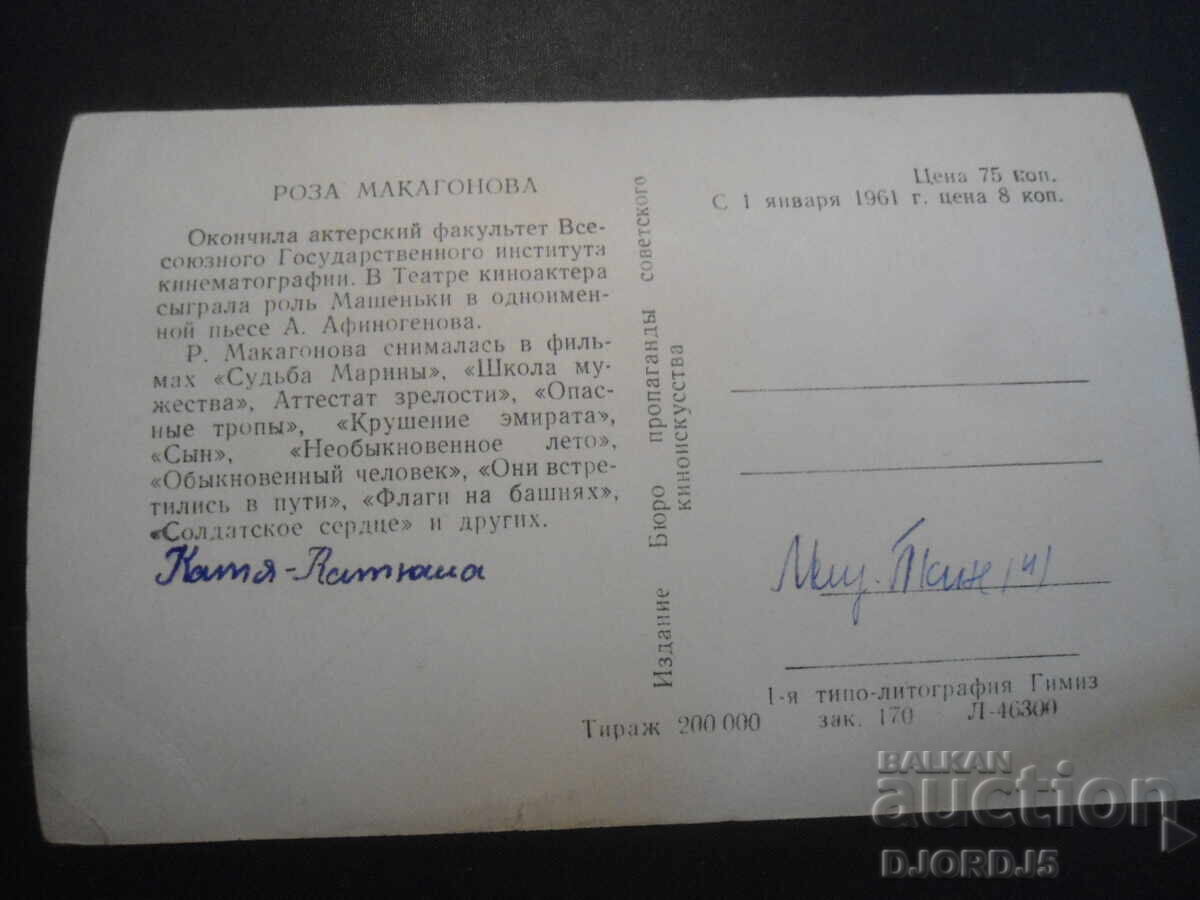 РОЗА МАКАГОНОВА
Окончила актерский факультет Все-
союзного Государственного института
кинематографии. В Театре киноактера
сыграла роль Машеньки в одноимен-
ной пьесе А. Афиногенова.
Р. Макагонова снималась в филь-
мах «Судьба Марины», «Школа му-
жества», Аттестат зрелости», «Опас-
ные тропы», «Крушение эмирата»,
«Сын», «Необыкновенное лето»,
«Обыкновенный человек», «Они встре-
тились в пути», «Флаги на башнях»,
«Солдатское сердце» и других.
Катя-Катюша
Издание Бюро пропаганды советского
киноискусства
Цена 75 коп.
С 1 января 1961 г. цена 8 коп.
1-я типо-литография Гимиз
Тираж 200 000 зак. 170 Л-46300
BALKAN
auction
DJORDJ5